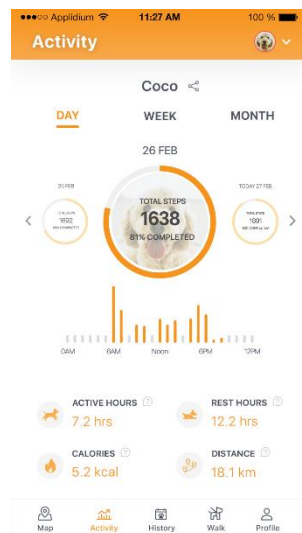 Applidium 11:27 AM 100 %
Activity
Coco
DAY WEEK MONTH
26 FEB
25 FEB
TODAY 27 FEB
TOTAL STEPS
1638
81% COMPLETED
1692
1891
0AM 6AM Noon 6PM 12PM
ACTIVE HOURS ?
7.2 hrs
REST HOURS ?
12.2 hrs
CALORIES ?
5.2 kcal
DISTANCE ?
18.1 km
Map Activity History Walk Profile